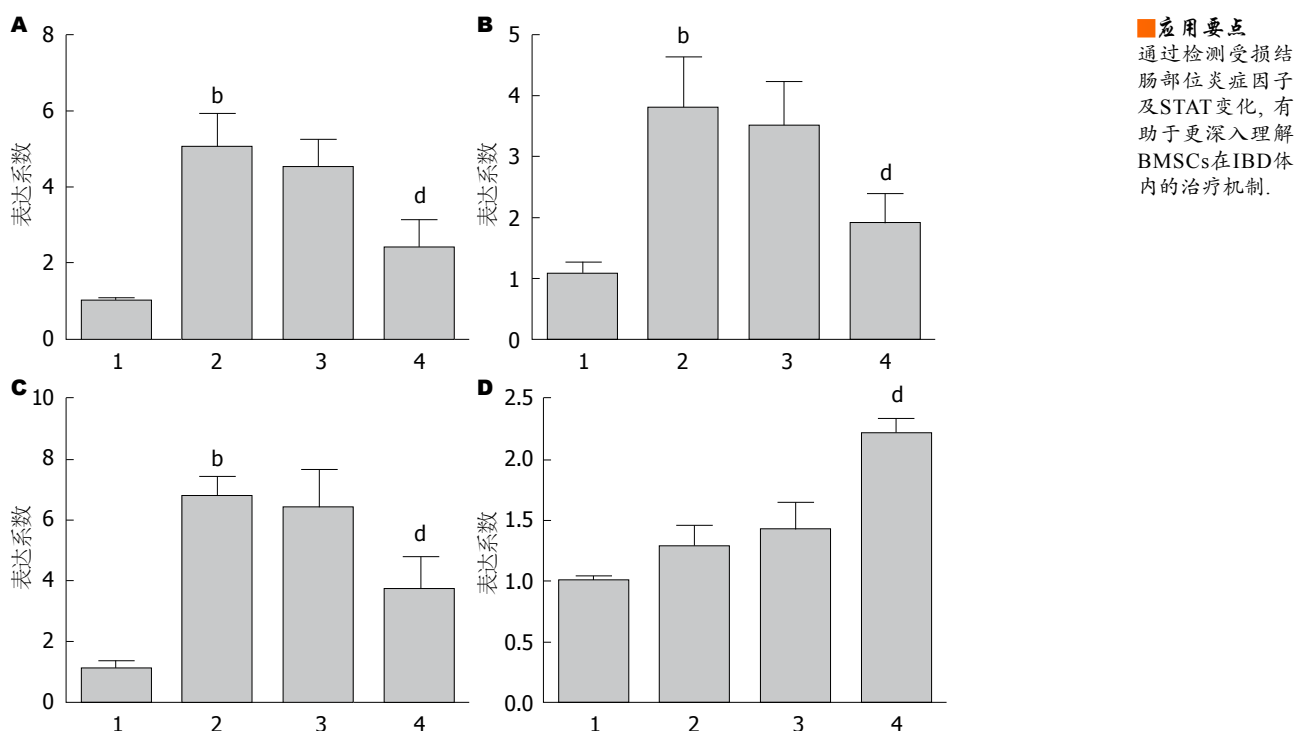 A
8
6
4
2
0
表达系数
b
d
1 2 3 4
B
5
4
3
2
1
0
表达系数
b
d
1 2 3 4
C
10
8
6
4
2
0
表达系数
b
d
1 2 3 4
D
2.5
2.0
1.5
1.0
0.5
0.0
表达系数
d
1 2 3 4
应用要点
通过检测受损结
肠部位炎症因子
及STAT变化, 有
助于更深入理解
BMSCs在IBD体
内的治疗机制.